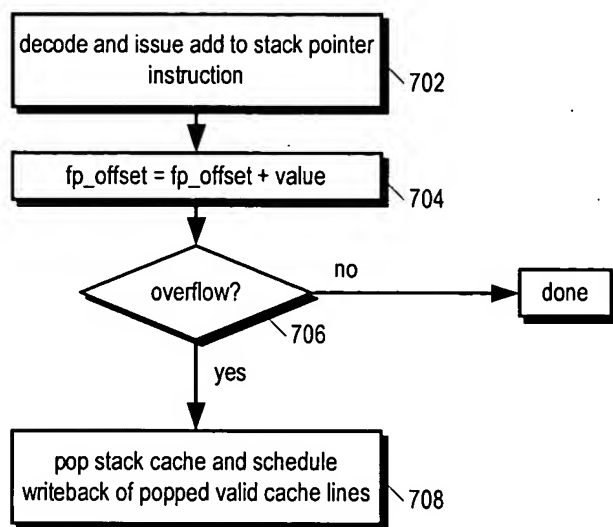 decode and issue add to stack pointer
instruction
702
fp_offset = fp_offset + value
704
overflow?
no
done
706
yes
pop stack cache and schedule
writeback of popped valid cache lines
708